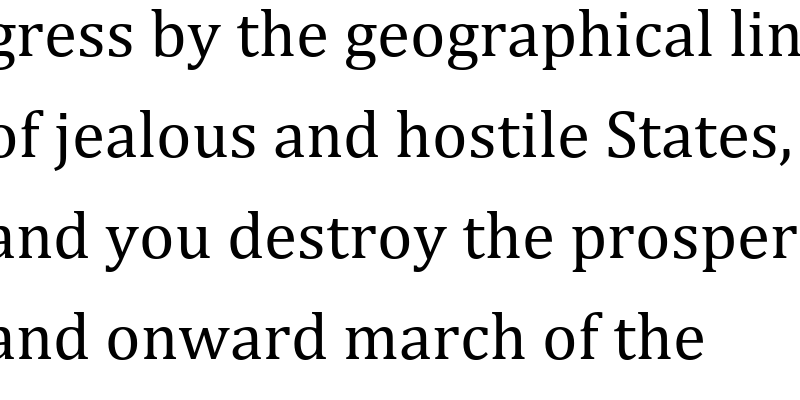 gress by the geographical lin
of jealous and hostile States,
and you destroy the prosper
and onward march of the